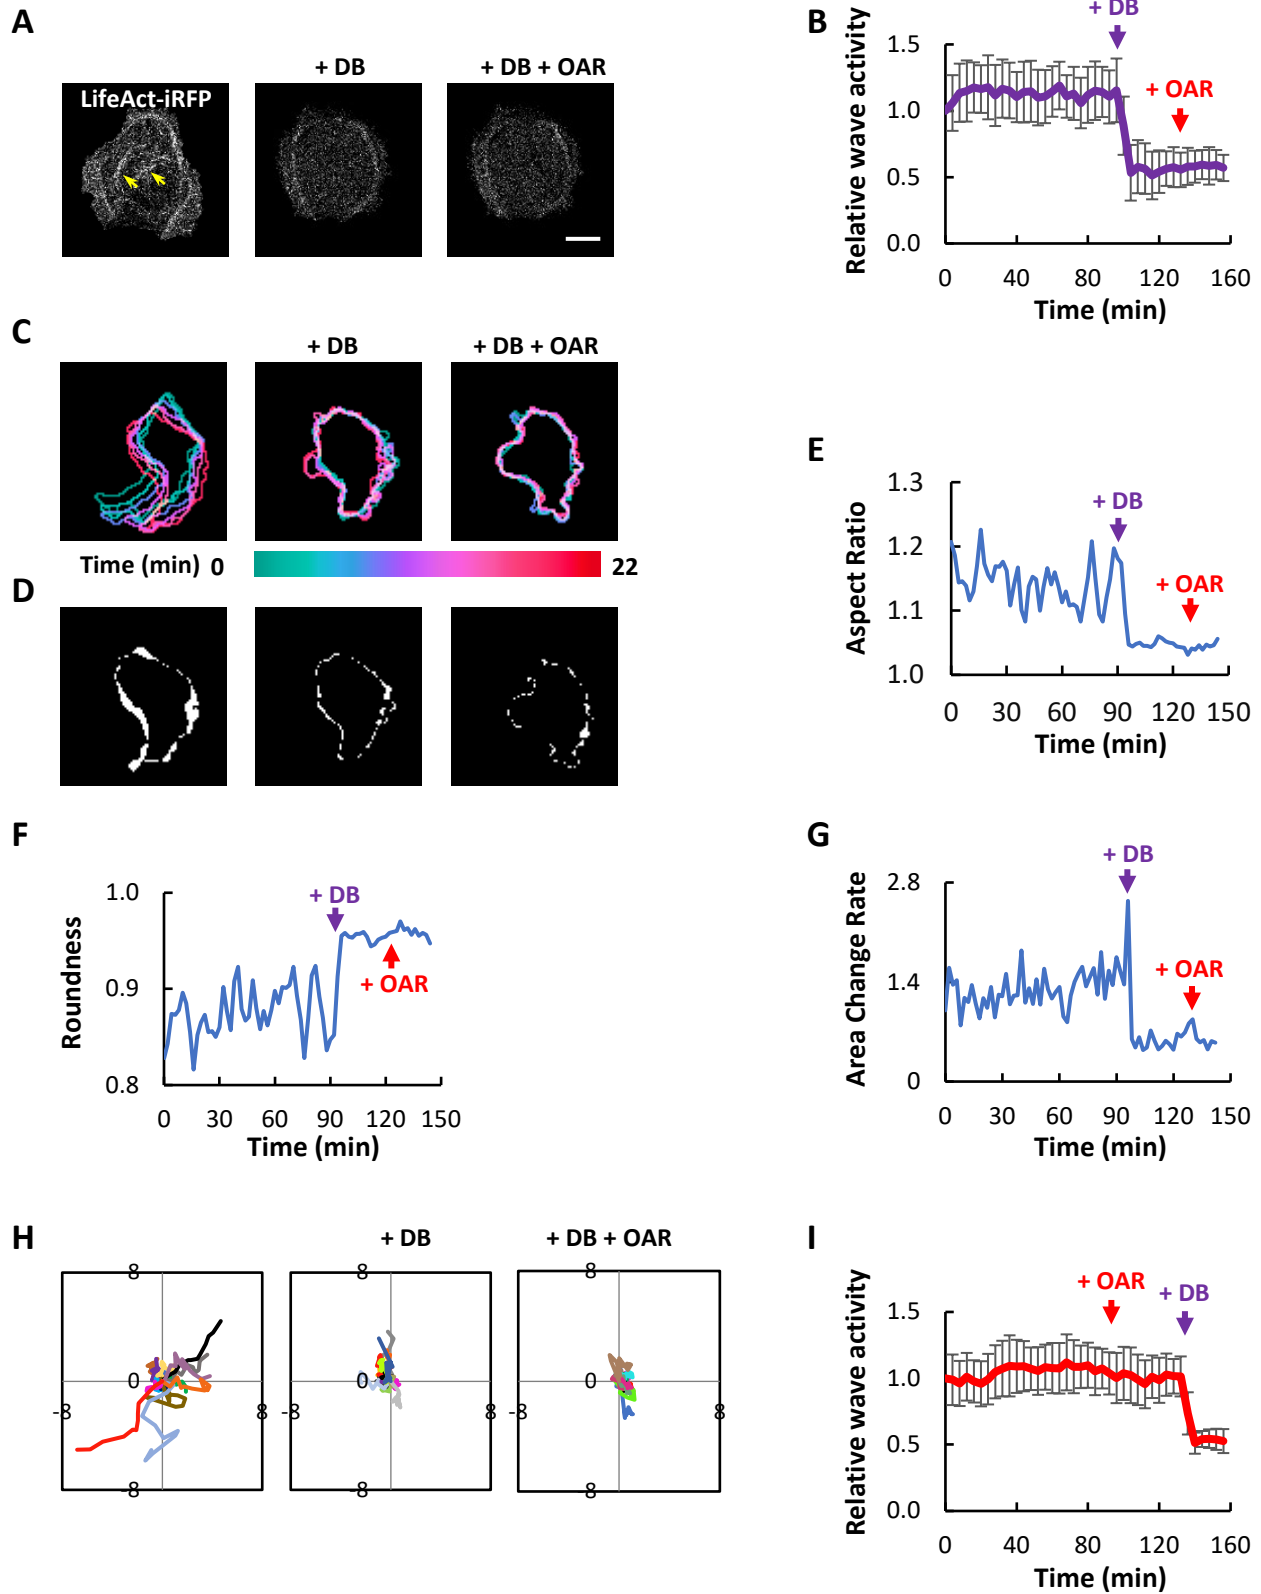 A
+ DB
+ DB + OAR
LifeAct-iRFP
B
+ DB
+ OAR
Relative wave activity
1.5
1.0
0.5
0.0
0 40 80 120 160
Time (min)
C
+ DB
+ DB + OAR
Time (min) 0
22
D
E
+ DB
+ OAR
Aspect Ratio
1.3
1.2
1.1
1.0
0 30 60 90 120 150
Time (min)
F
+ DB
+ OAR
Roundness
1.0
0.9
0.8
0 30 60 90 120 150
Time (min)
G
+ DB
+ OAR
Area Change Rate
2.8
1.4
0
0 30 60 90 120 150
Time (min)
H
+ DB
+ DB + OAR
8
0
-8
8
-8
8
0
-8
8
-8
8
0
-8
8
-8
I
+ OAR
+ DB
Relative wave activity
1.5
1.0
0.5
0.0
0 40 80 120 160
Time (min)